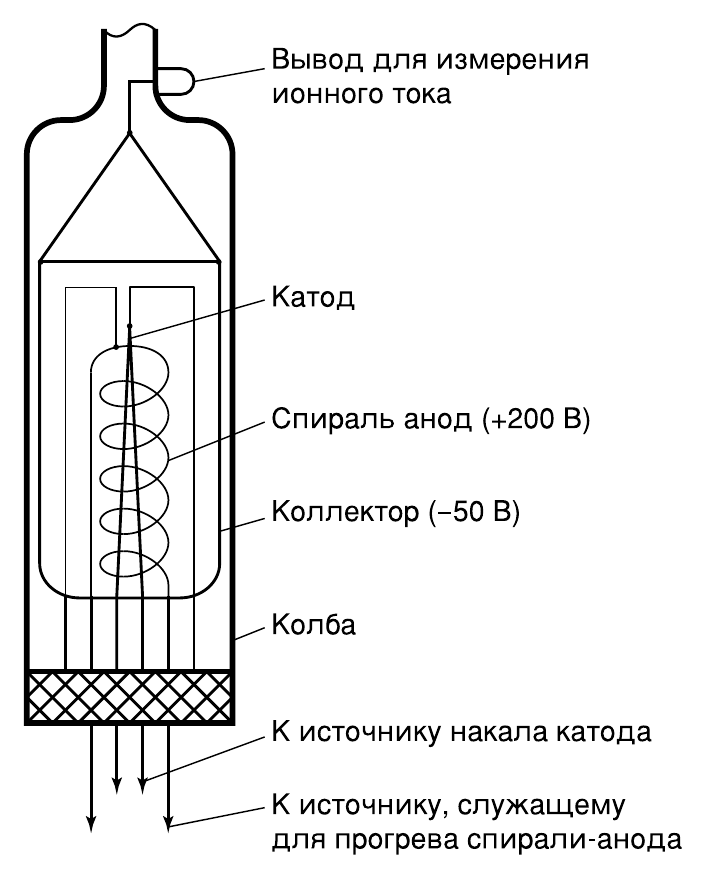 Вывод для измерения
ионного тока
Катод
Спираль анод (+200 В)
Коллектор (−50 В)
Колба
К источнику накала катода
К источнику, служащему
для прогрева спирали-анода